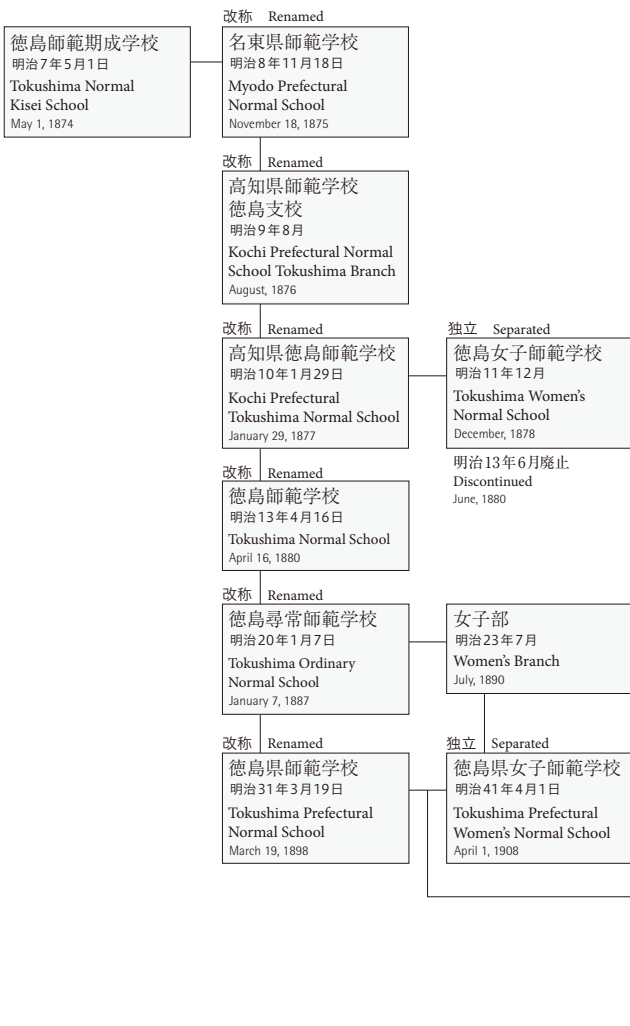 徳島師範期成学校
明治7年5月1日
Tokushima Normal
Kisei School
May 1, 1874
改称 Renamed
名東県師範学校
明治8年11月18日
Myodo Prefectural
Normal School
November 18, 1875
改称 Renamed
高知県師範学校
徳島支校
明治9年8月
Kochi Prefectural Normal
School Tokushima Branch
August, 1876
改称 Renamed
高知県徳島師範学校
明治10年1月29日
Kochi Prefectural
Tokushima Normal School
January 29, 1877
独立 Separated
徳島女子師範学校
明治11年12月
Tokushima Women's
Normal School
December, 1878
明治13年6月廃止
Discontinued
June, 1880
改称 Renamed
徳島師範学校
明治13年4月16日
Tokushima Normal School
April 16, 1880
改称 Renamed
徳島尋常師範学校
明治20年1月7日
Tokushima Ordinary
Normal School
January 7, 1887
女子部
明治23年7月
Women's Branch
July, 1890
改称 Renamed
徳島県師範学校
明治31年3月19日
Tokushima Prefectural
Normal School
March 19, 1898
独立 Separated
徳島県女子師範学校
明治41年4月1日
Tokushima Prefectural
Women's Normal School
April 1, 1908